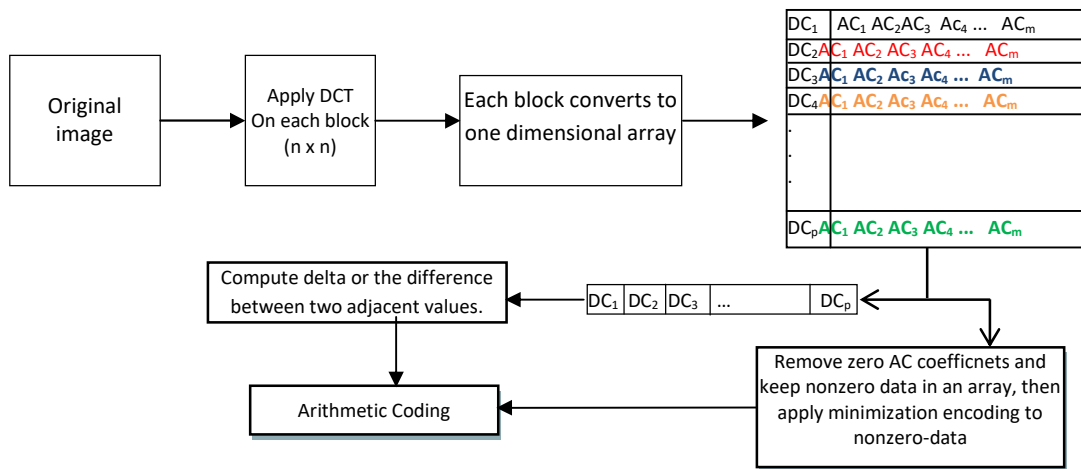 Original
image
Apply DCT
On each block
(n x n)
Each block converts to
one dimensional array
DC₁ AC₁ AC₂AC₃ Ac₄ ... ACₘ
DC₂AC₁ AC₂ AC₃ AC₄ ... ACₘ
DC₃AC₁ AC₂ Ac₃ Ac₄ ... ACₘ
DC₄AC₁ AC₂ Ac₃ AC₄ ... ACₘ
.
.
.
DCₚAC₁ AC₂ AC₃ AC₄ ... ACₘ
Compute delta or the difference
between two adjacent values.
DC₁ DC₂ DC₃ ... DCₚ
Remove zero AC coefficnets and
keep nonzero data in an array, then
apply minimization encoding to
nonzero-data
Arithmetic Coding